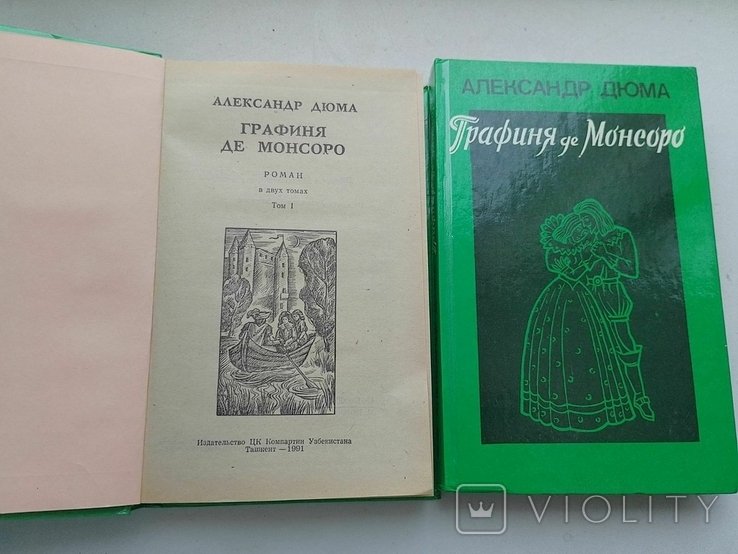 АЛЕКСАНДР ДЮМА
ГРАФИНЯ
ДЕ МОНСОРО
РОМАН
в двух томах
Том I
Издательство ЦК Компартии Узбекистана
Ташкент — 1991
АЛЕКСАНДР ДЮМА
Графиня де Монсоро
VIOLITY